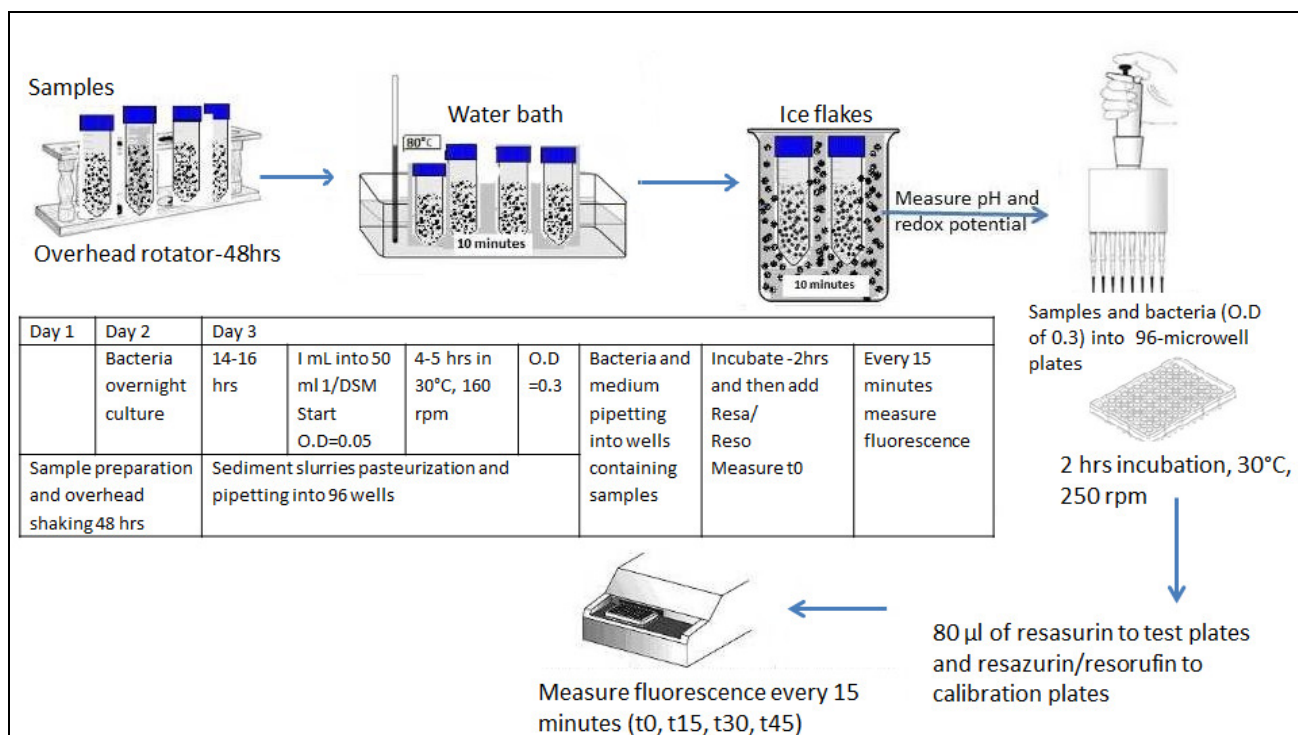 Samples
Water bath
Ice flakes
80°C
10 minutes
10 minutes
Overhead rotator-48hrs
Measure pH and
redox potential
Samples and bacteria (O.D
of 0.3) into 96-microwell
plates
2 hrs incubation, 30°C,
250 rpm
80 µl of resasurin to test plates
and resazurin/resorufin to
calibration plates
Measure fluorescence every 15
minutes (t0, t15, t30, t45)
Day 1
Day 2
Day 3
Bacteria
overnight
culture
14-16
hrs
I mL into 50
ml 1/DSM
Start
O.D=0.05
4-5 hrs in
30°C, 160
rpm
O.D
=0.3
Bacteria and
medium
pipetting
into wells
containing
samples
Incubate -2hrs
and then add
Resa/
Reso
Measure t0
Every 15
minutes
measure
fluorescence
Sample preparation
and overhead
shaking 48 hrs
Sediment slurries pasteurization and
pipetting into 96 wells